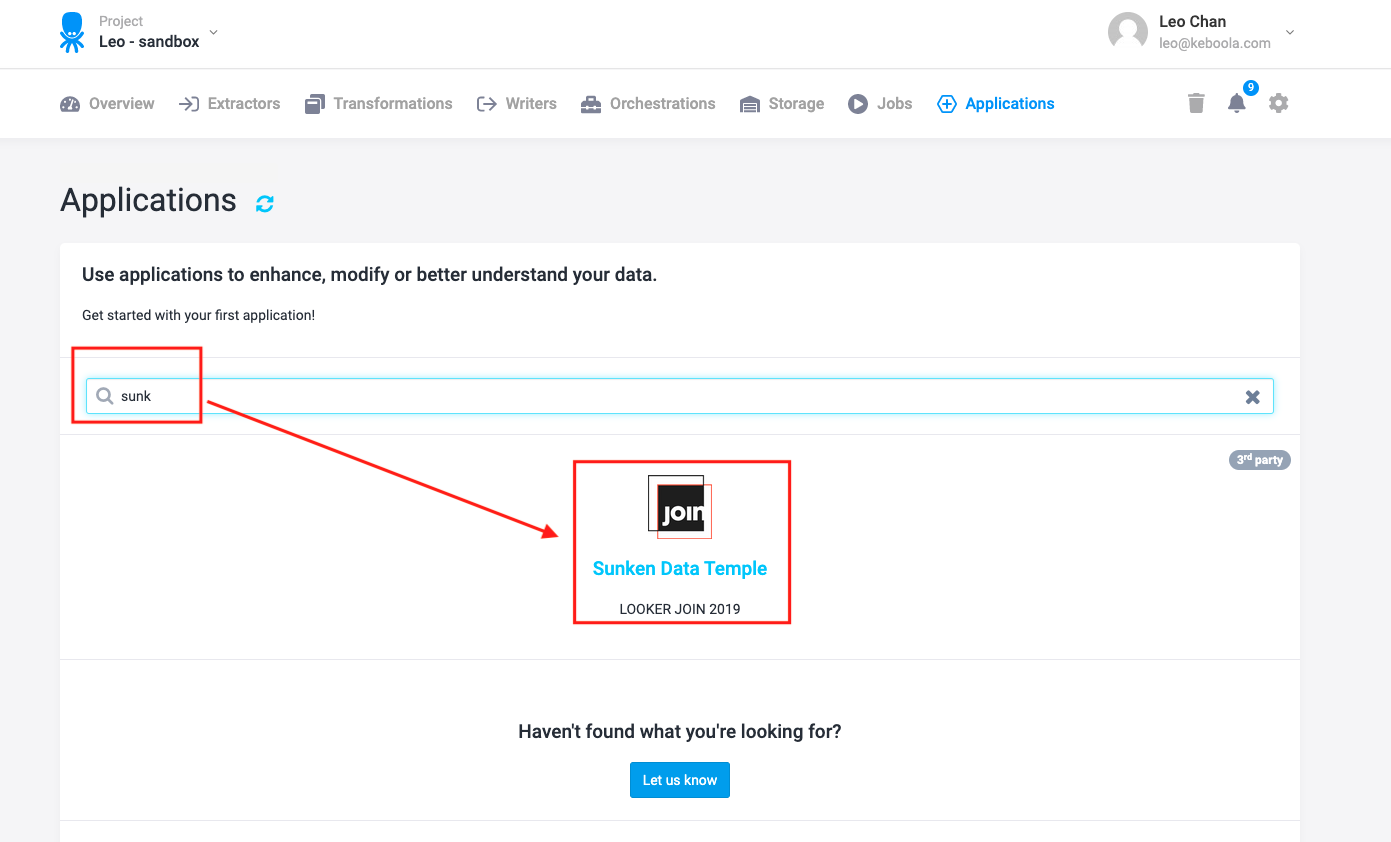 Project
Leo - sandbox
Leo Chan
leo@keboola.com
Overview
Extractors
Transformations
Writers
Orchestrations
Storage
Jobs
Applications
9
Applications
Use applications to enhance, modify or better understand your data.
Get started with your first application!
sunk
3rd party
join
Sunken Data Temple
LOOKER JOIN 2019
Haven't found what you're looking for?
Let us know